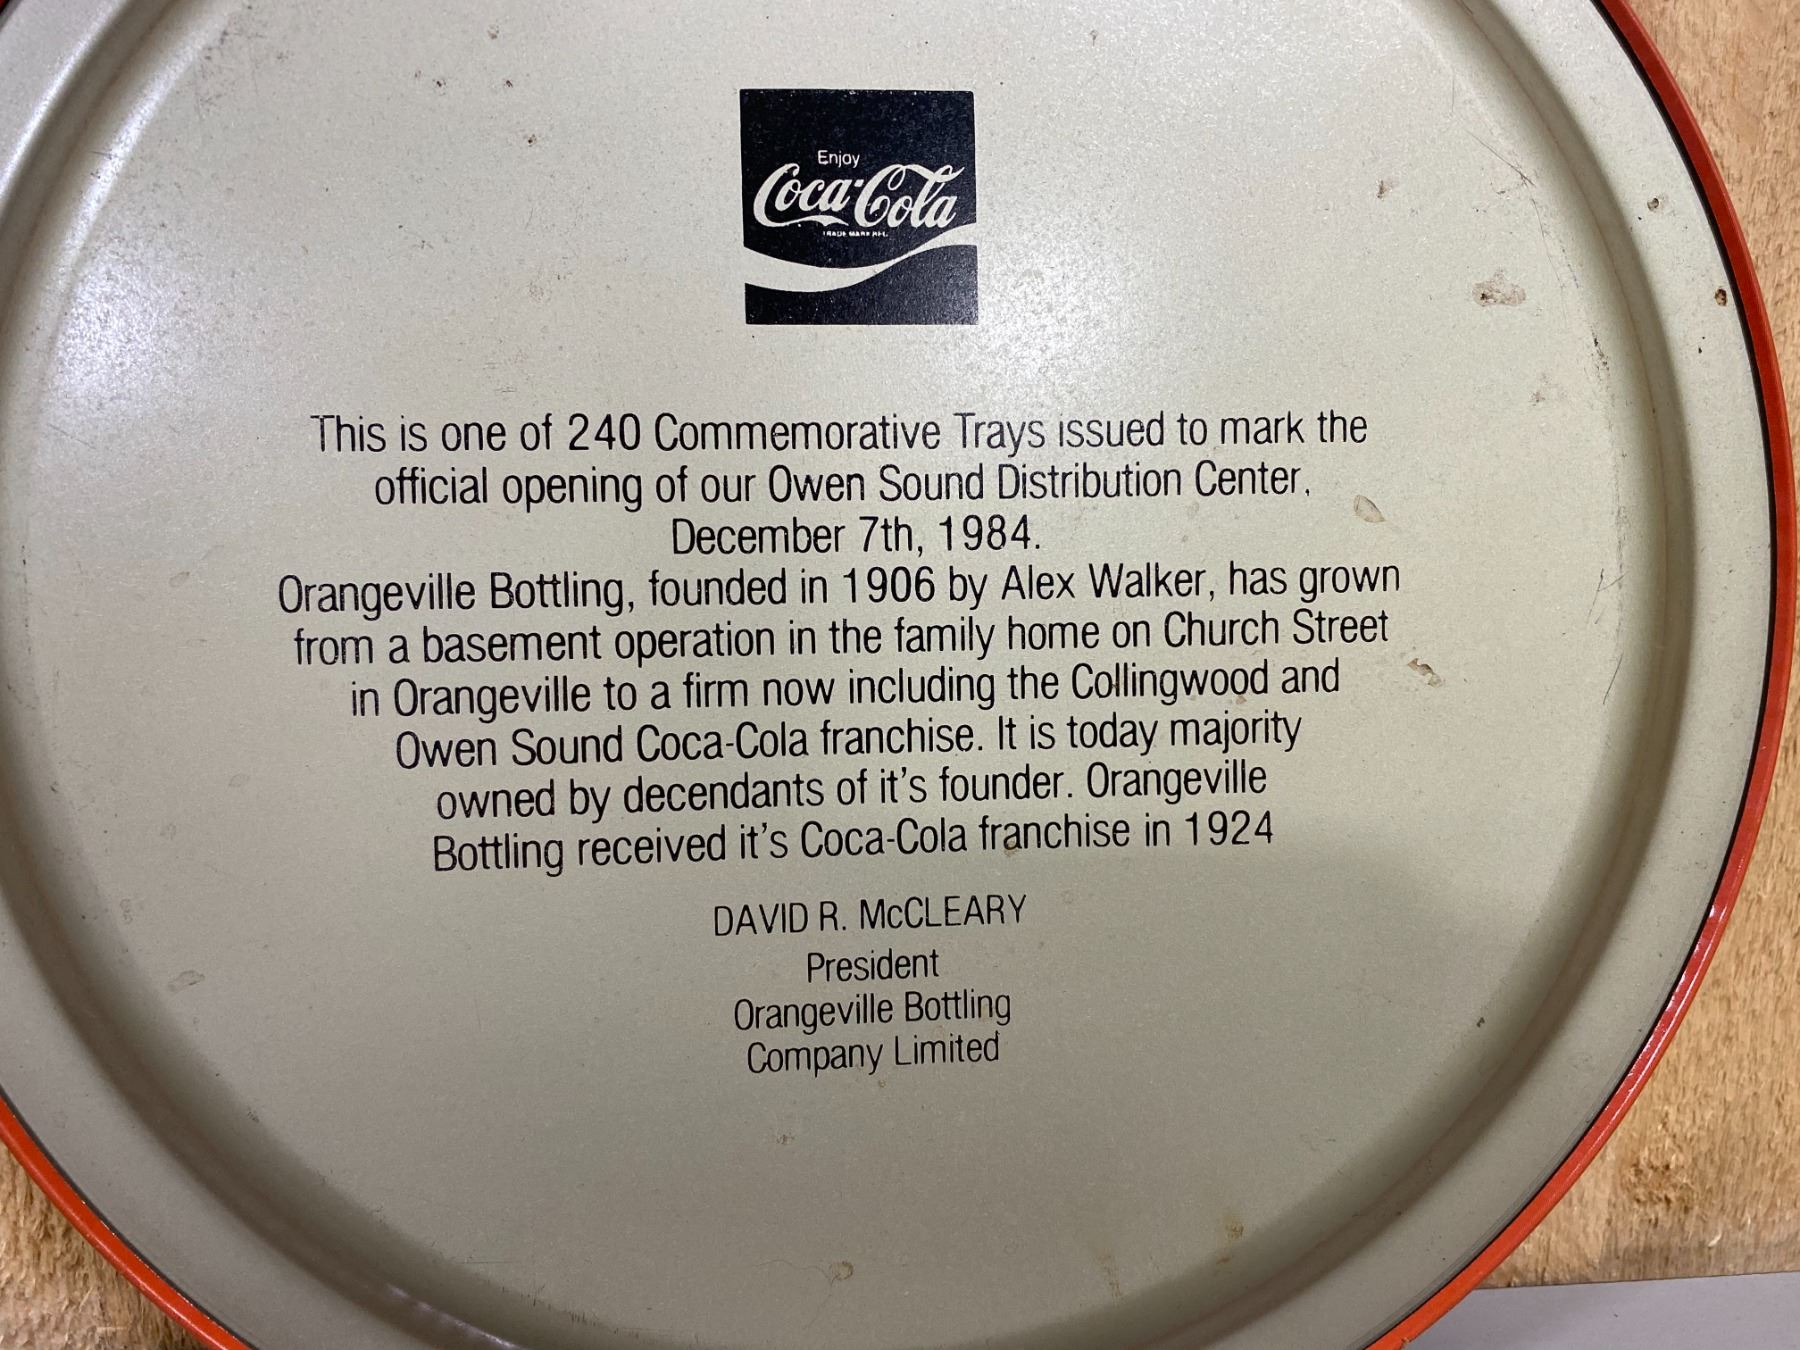 Enjoy
Coca-Cola
TRADE MARK REG.
This is one of 240 Commemorative Trays issued to mark the
official opening of our Owen Sound Distribution Center,
December 7th, 1984.
Orangeville Bottling, founded in 1906 by Alex Walker, has grown
from a basement operation in the family home on Church Street
in Orangeville to a firm now including the Collingwood and
Owen Sound Coca-Cola franchise. It is today majority
owned by decendants of it's founder. Orangeville
Bottling received it's Coca-Cola franchise in 1924
DAVID R. McCLEARY
President
Orangeville Bottling
Company Limited